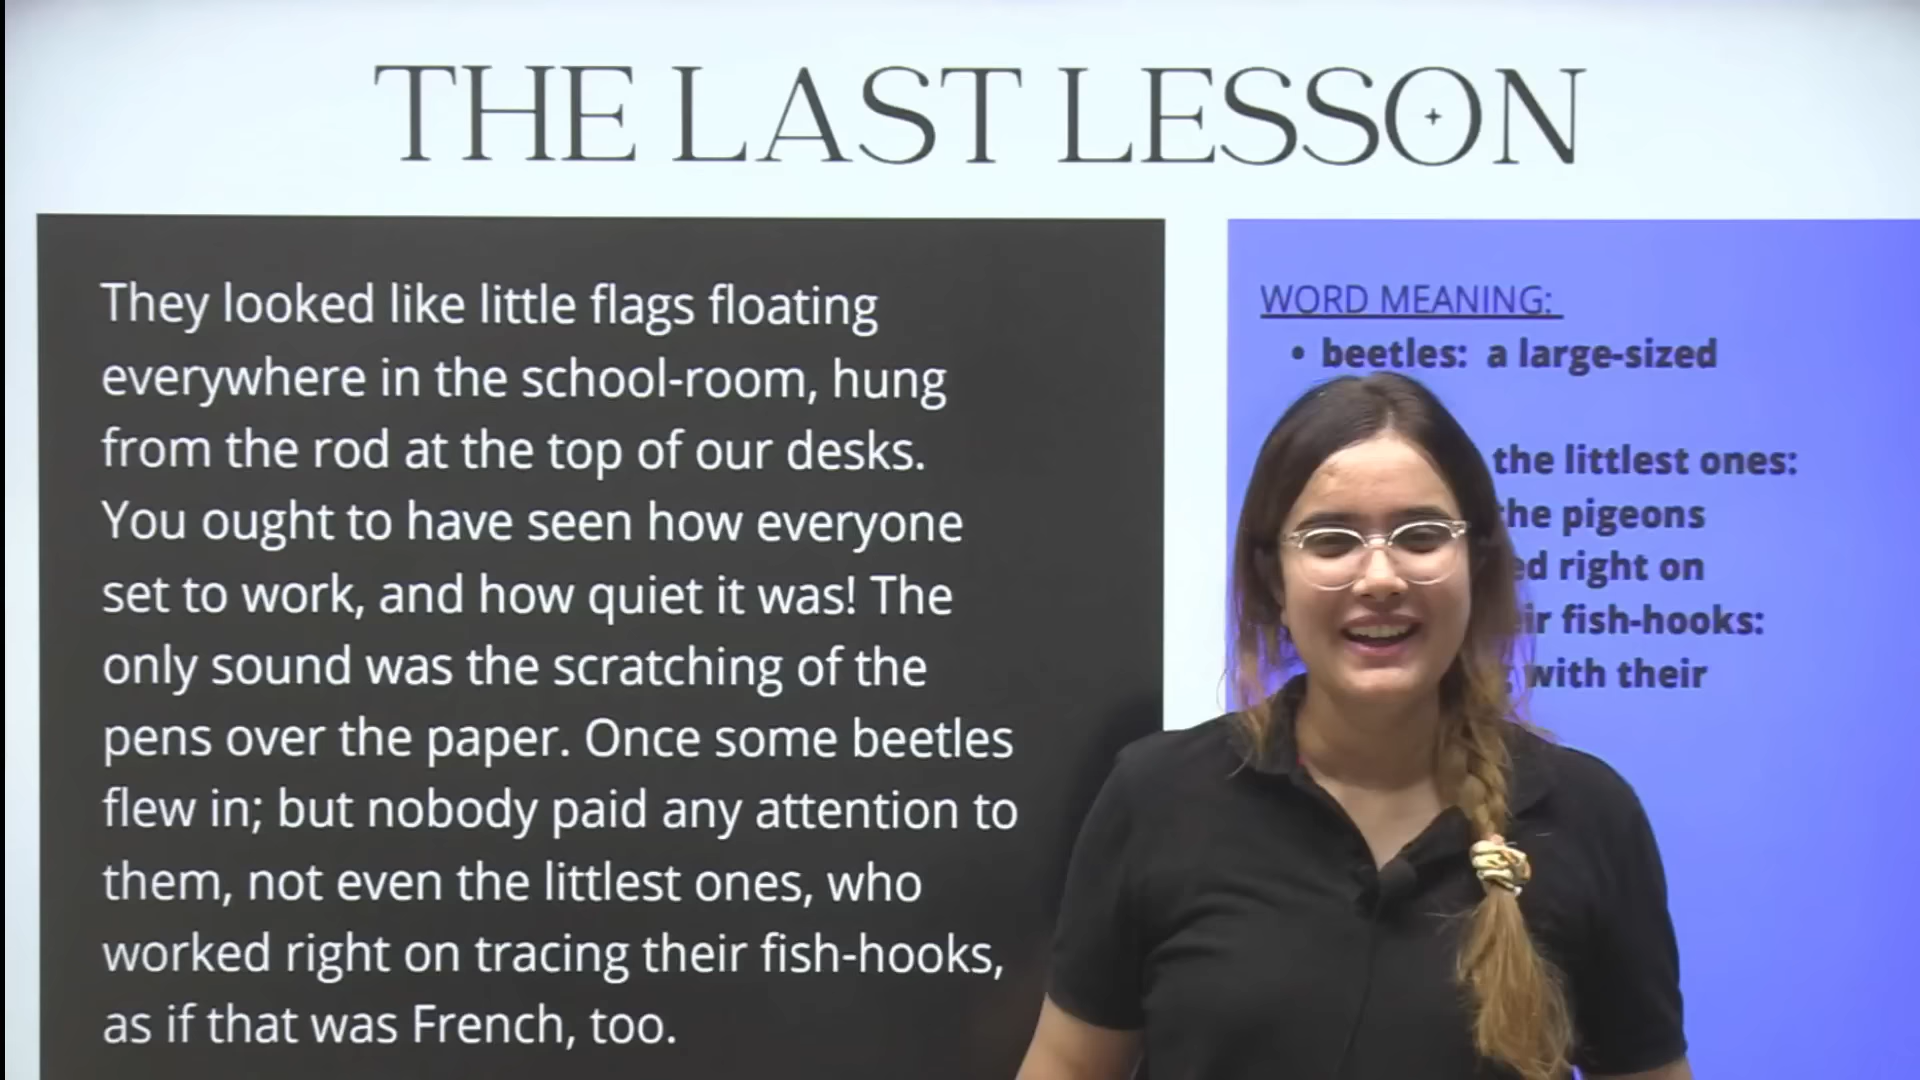 THE LAST LESSON
They looked like little flags floating
everywhere in the school-room, hung
from the rod at the top of our desks.
You ought to have seen how everyone
set to work, and how quiet it was! The
only sound was the scratching of the
pens over the paper. Once some beetles
flew in; but nobody paid any attention to
them, not even the littlest ones, who
worked right on tracing their fish-hooks,
as if that was French, too.
WORD MEANING:
• beetles: a large-sized
the littlest ones:
the pigeons
right on
fish-hooks:
with their